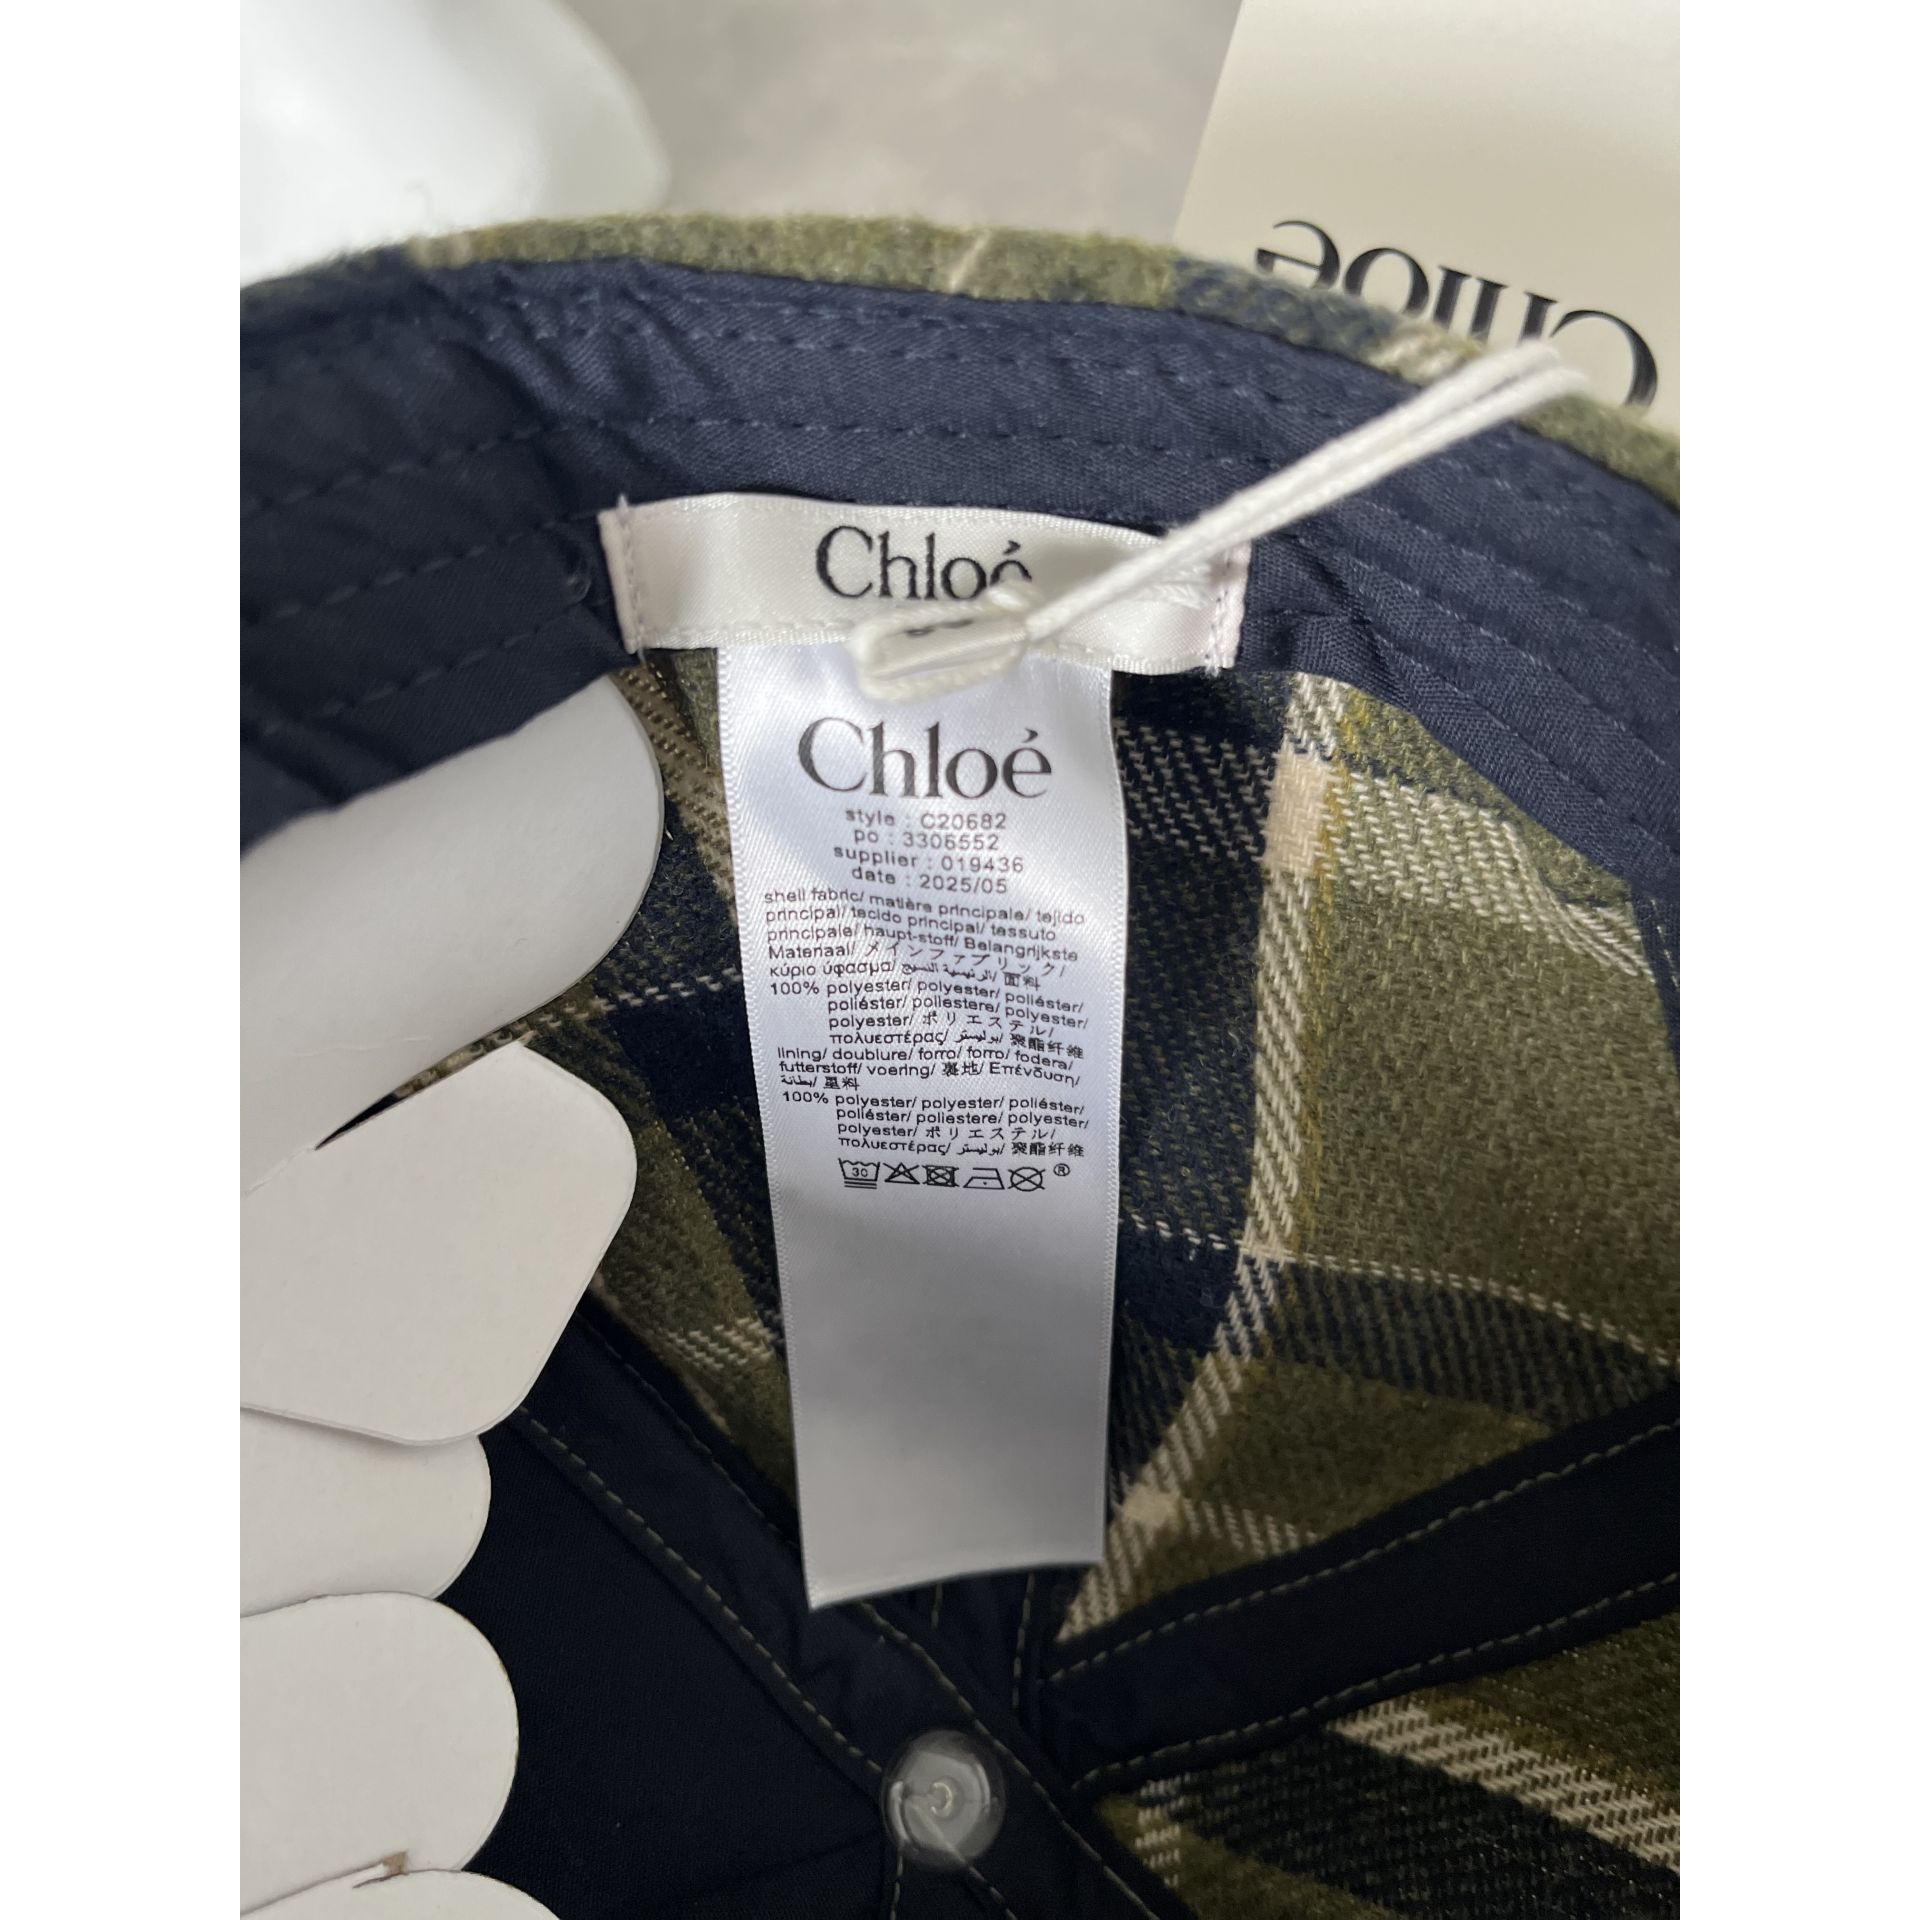 Chloé
Chloé
Chloé
style : C20682
po : 3306552
supplier : 019436
date : 2025/05
shell fabric/ matière principale/ tejido
principal/ tecido principal/ tessuto
principale/ haupt-stoff/ Belangrijkste
Materiaal/ メインファブリック/
κύριο ύφασμα/ الرئيسية النسيج/ 面料
100% polyester/ polyester/ poliéster/
poliéster/ poliestere/ polyester/
polyester/ ポリエステル/
πολυεστέρας/ بوليستر/ 聚酯纤维
lining/ doublure/ forro/ forro/ fodera/
futterstoff/ voering/ 裏地/ Επένδυση/
بطانة/ 里料
100% polyester/ polyester/ poliéster/
poliéster/ poliestere/ polyester/
polyester/ ポリエステル/
πολυεστέρας/ بوليستر/ 聚酯纤维
30 ®